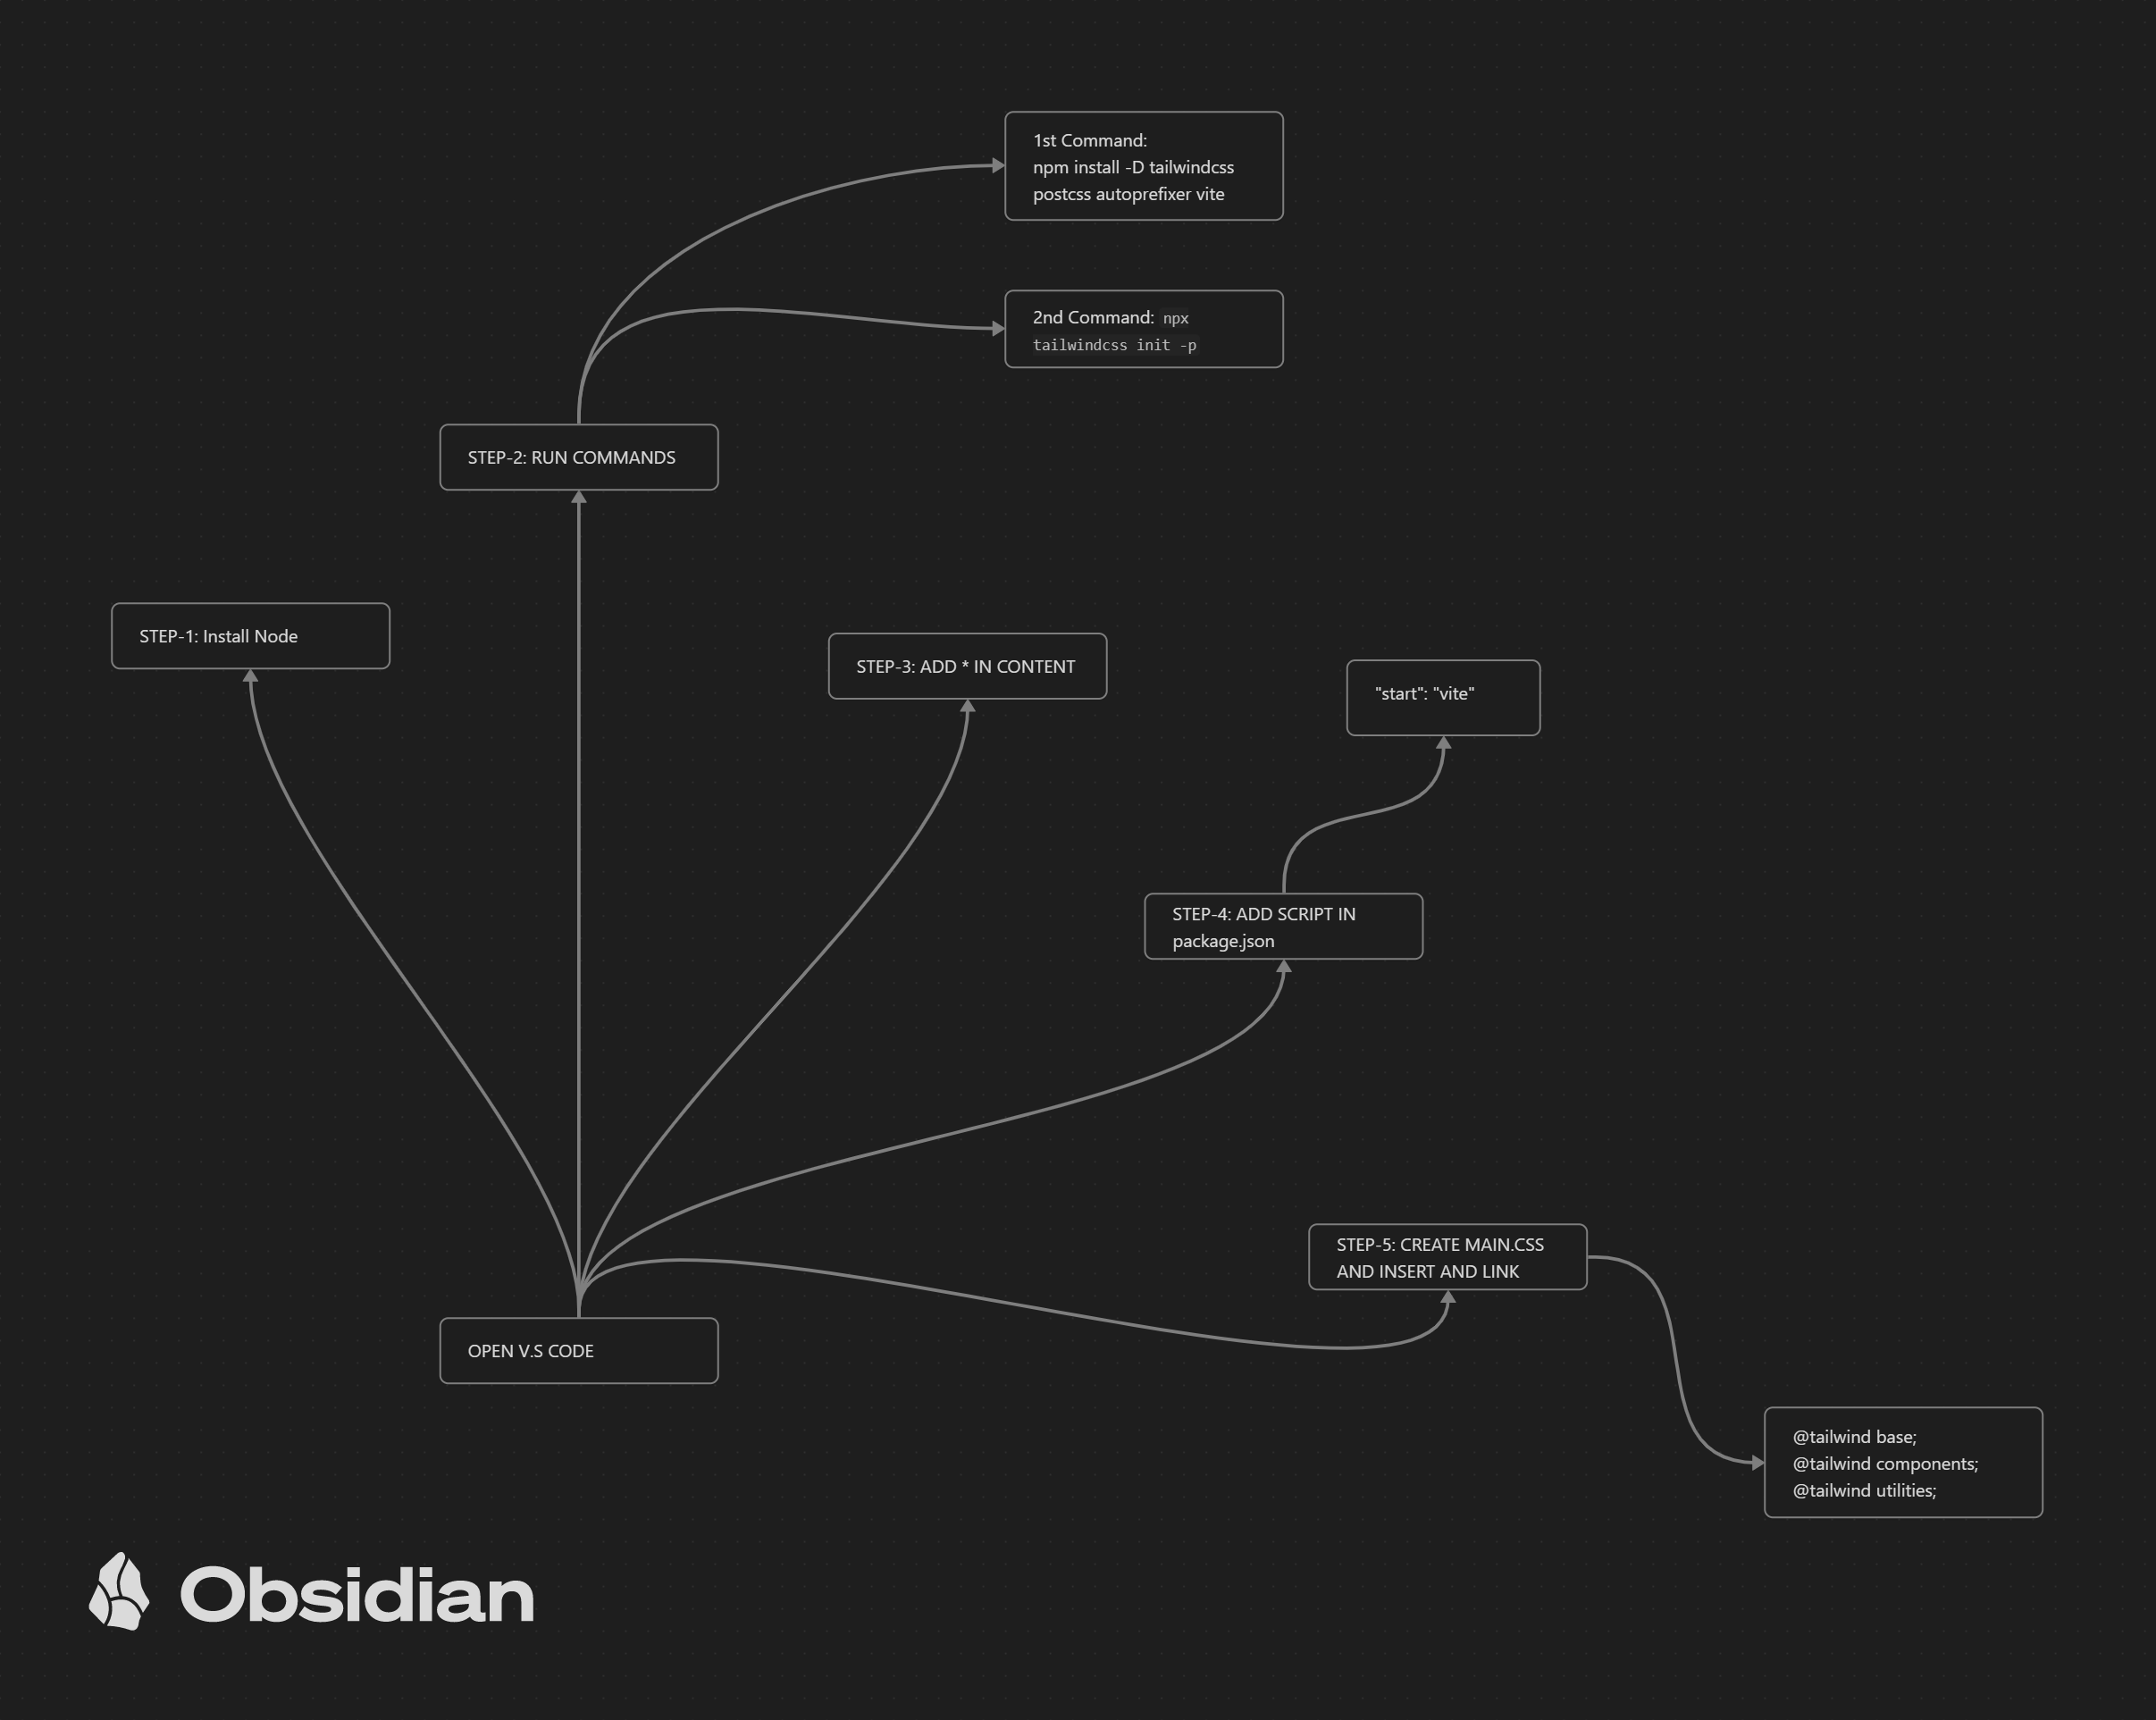 1st Command:
npm install -D tailwindcss
postcss autoprefixer vite
2nd Command: npx
tailwindcss init -p
STEP-2: RUN COMMANDS
STEP-1: Install Node
STEP-3: ADD * IN CONTENT
"start": "vite"
STEP-4: ADD SCRIPT IN
package.json
STEP-5: CREATE MAIN.CSS
AND INSERT AND LINK
OPEN V.S CODE
@tailwind base;
@tailwind components;
@tailwind utilities;
Obsidian